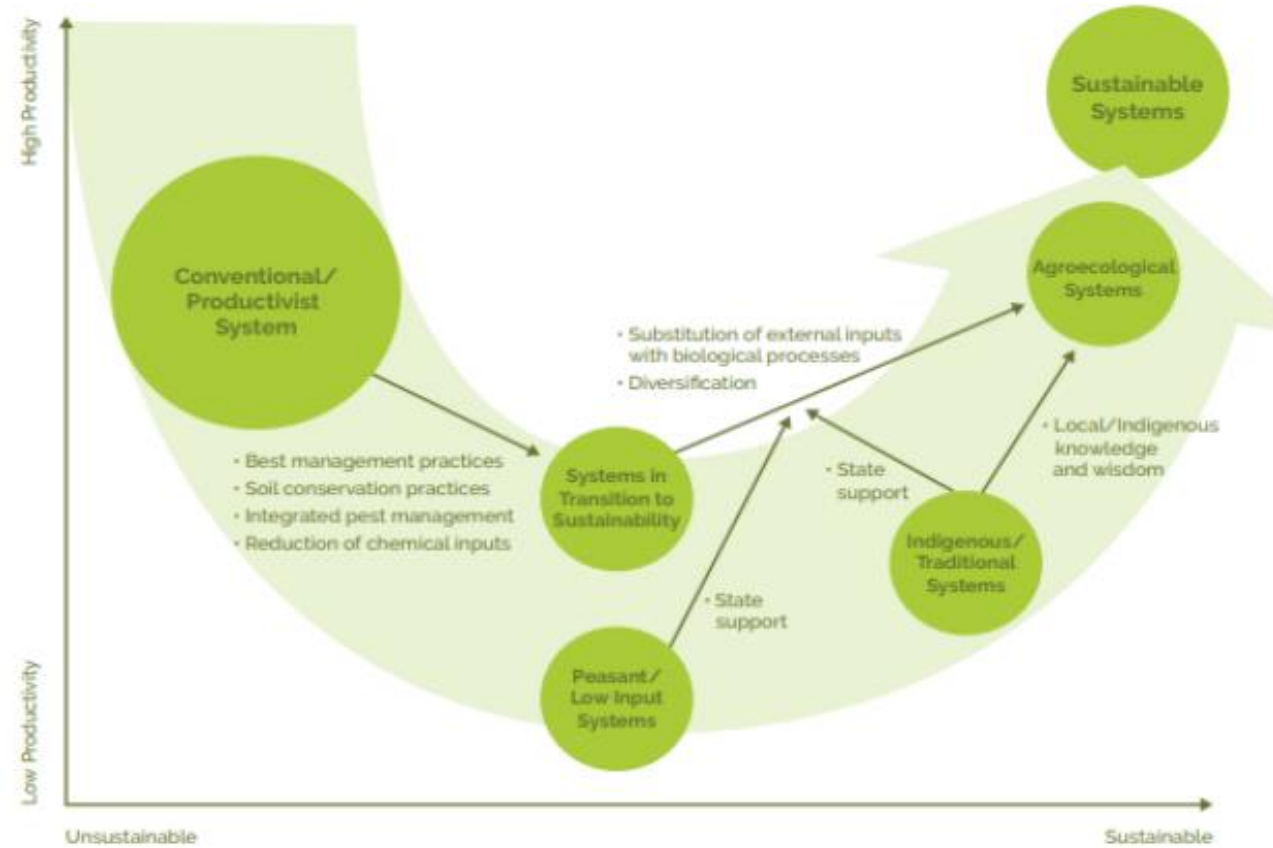 High Productivity
Sustainable
Systems
Conventional/
Productivist
System
Agroecological
Systems
• Substitution of external inputs
with biological processes
• Diversification
• Best management practices
• Soil conservation practices
• Integrated pest management
• Reduction of chemical inputs
Systems in
Transition to
Sustainability
• Local/Indigenous
knowledge
and wisdom
• State
support
Indigenous/
Traditional
Systems
• State
support
Peasant/
Low Input
Systems
Low Productivity
Unsustainable
Sustainable